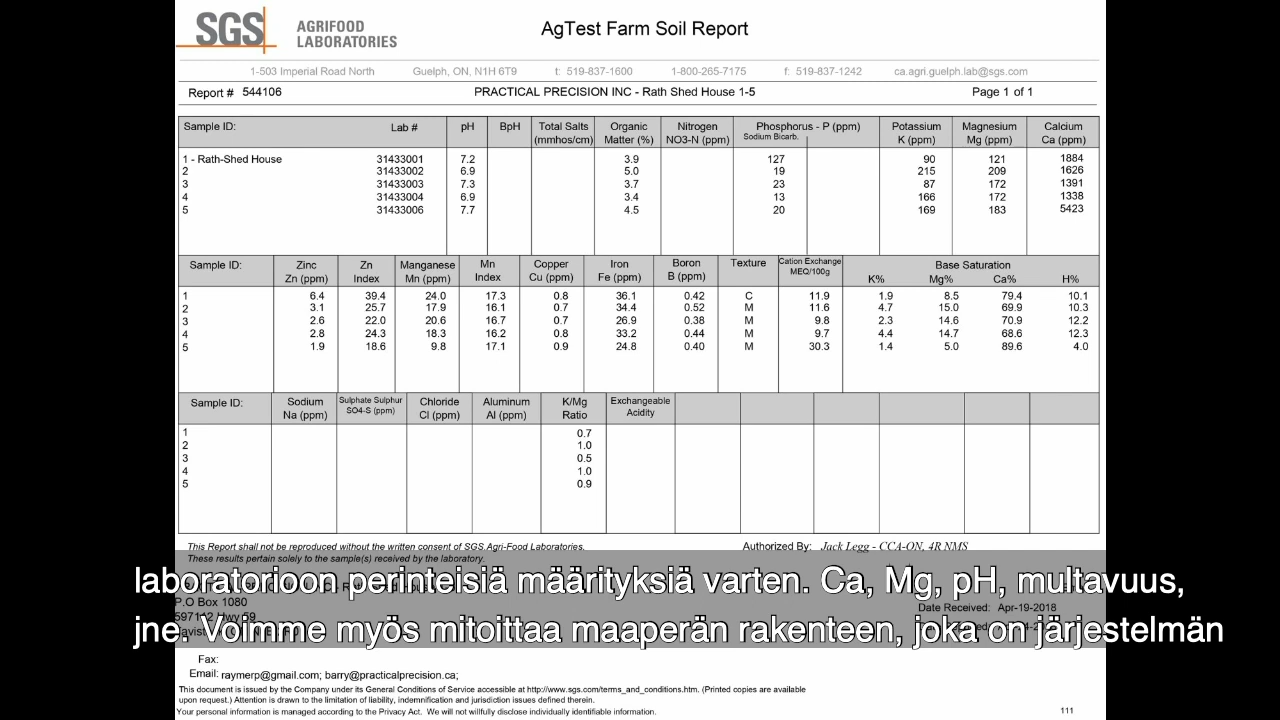 SGS AGRIFOOD LABORATORIES
AgTest Farm Soil Report
1-503 Imperial Road North Guelph, ON, N1H 6T9 t: 519-837-1600 1-800-265-7175 f: 519-837-1242 ca.agri.guelph.lab@sgs.com
Report # 544106 PRACTICAL PRECISION INC - Rath Shed House 1-5 Page 1 of 1
Sample ID: Lab # pH BpH Total Salts (mmhos/cm) Organic Matter (%) Nitrogen NO3-N (ppm) Phosphorus - P (ppm) Sodium Bicarb. Potassium K (ppm) Magnesium Mg (ppm) Calcium Ca (ppm)
1 - Rath-Shed House 31433001 7.2 3.9 127 90 121 1884
2 31433002 6.9 5.0 19 215 209 1626
3 31433003 7.3 3.7 23 87 172 1391
4 31433004 6.9 3.4 13 166 172 1338
5 31433006 7.7 4.5 20 169 183 5423
Sample ID: Zinc Zn (ppm) Zn Index Manganese Mn (ppm) Mn Index Copper Cu (ppm) Iron Fe (ppm) Boron B (ppm) Texture Cation Exchange MEQ/100g Base Saturation K% Mg% Ca% H%
1 6.4 39.4 24.0 17.3 0.8 36.1 0.42 C 11.9 1.9 8.5 79.4 10.1
2 3.1 25.7 17.9 16.1 0.7 34.4 0.52 M 11.6 4.7 15.0 69.9 10.3
3 2.6 22.0 20.6 16.7 0.7 26.9 0.38 M 9.8 2.3 14.6 70.9 12.2
4 2.8 24.3 18.3 16.2 0.8 33.2 0.44 M 9.7 4.4 14.7 68.6 12.3
5 1.9 18.6 9.8 17.1 0.9 24.8 0.40 M 30.3 1.4 5.0 89.6 4.0
Sample ID: Sodium Na (ppm) Sulphate Sulphur SO4-S (ppm) Chloride Cl (ppm) Aluminum Al (ppm) K/Mg Ratio Exchangeable Acidity
1 0.7
2 1.0
3 0.5
4 1.0
5 0.9
This Report shall not be reproduced without the written consent of SGS Agri-Food Laboratories. Authorized By: Jack Legg - CCA-ON, 4R NMS
These results pertain solely to the sample(s) received by the laboratory.
laboratorioon perinteisiä määrityksiä varten. Ca, Mg, pH, multavuus,
P.O Box 1080 Date Received: Apr-19-2018
jne. Voimme myös mitoittaa maaperän rakenteen, joka on järjestelmän
Fax:
Email: raymerp@gmail.com; barry@practicalprecision.ca;
This document is issued by the Company under its General Conditions of Service accessible at http://www.sgs.com/terms_and_conditions.htm. (Printed copies are available
upon request.) Attention is drawn to the limitation of liability, indemnification and jurisdiction issues defined therein.
Your personal information is managed according to the Privacy Act. We will not willfully disclose individually identifiable information. 111